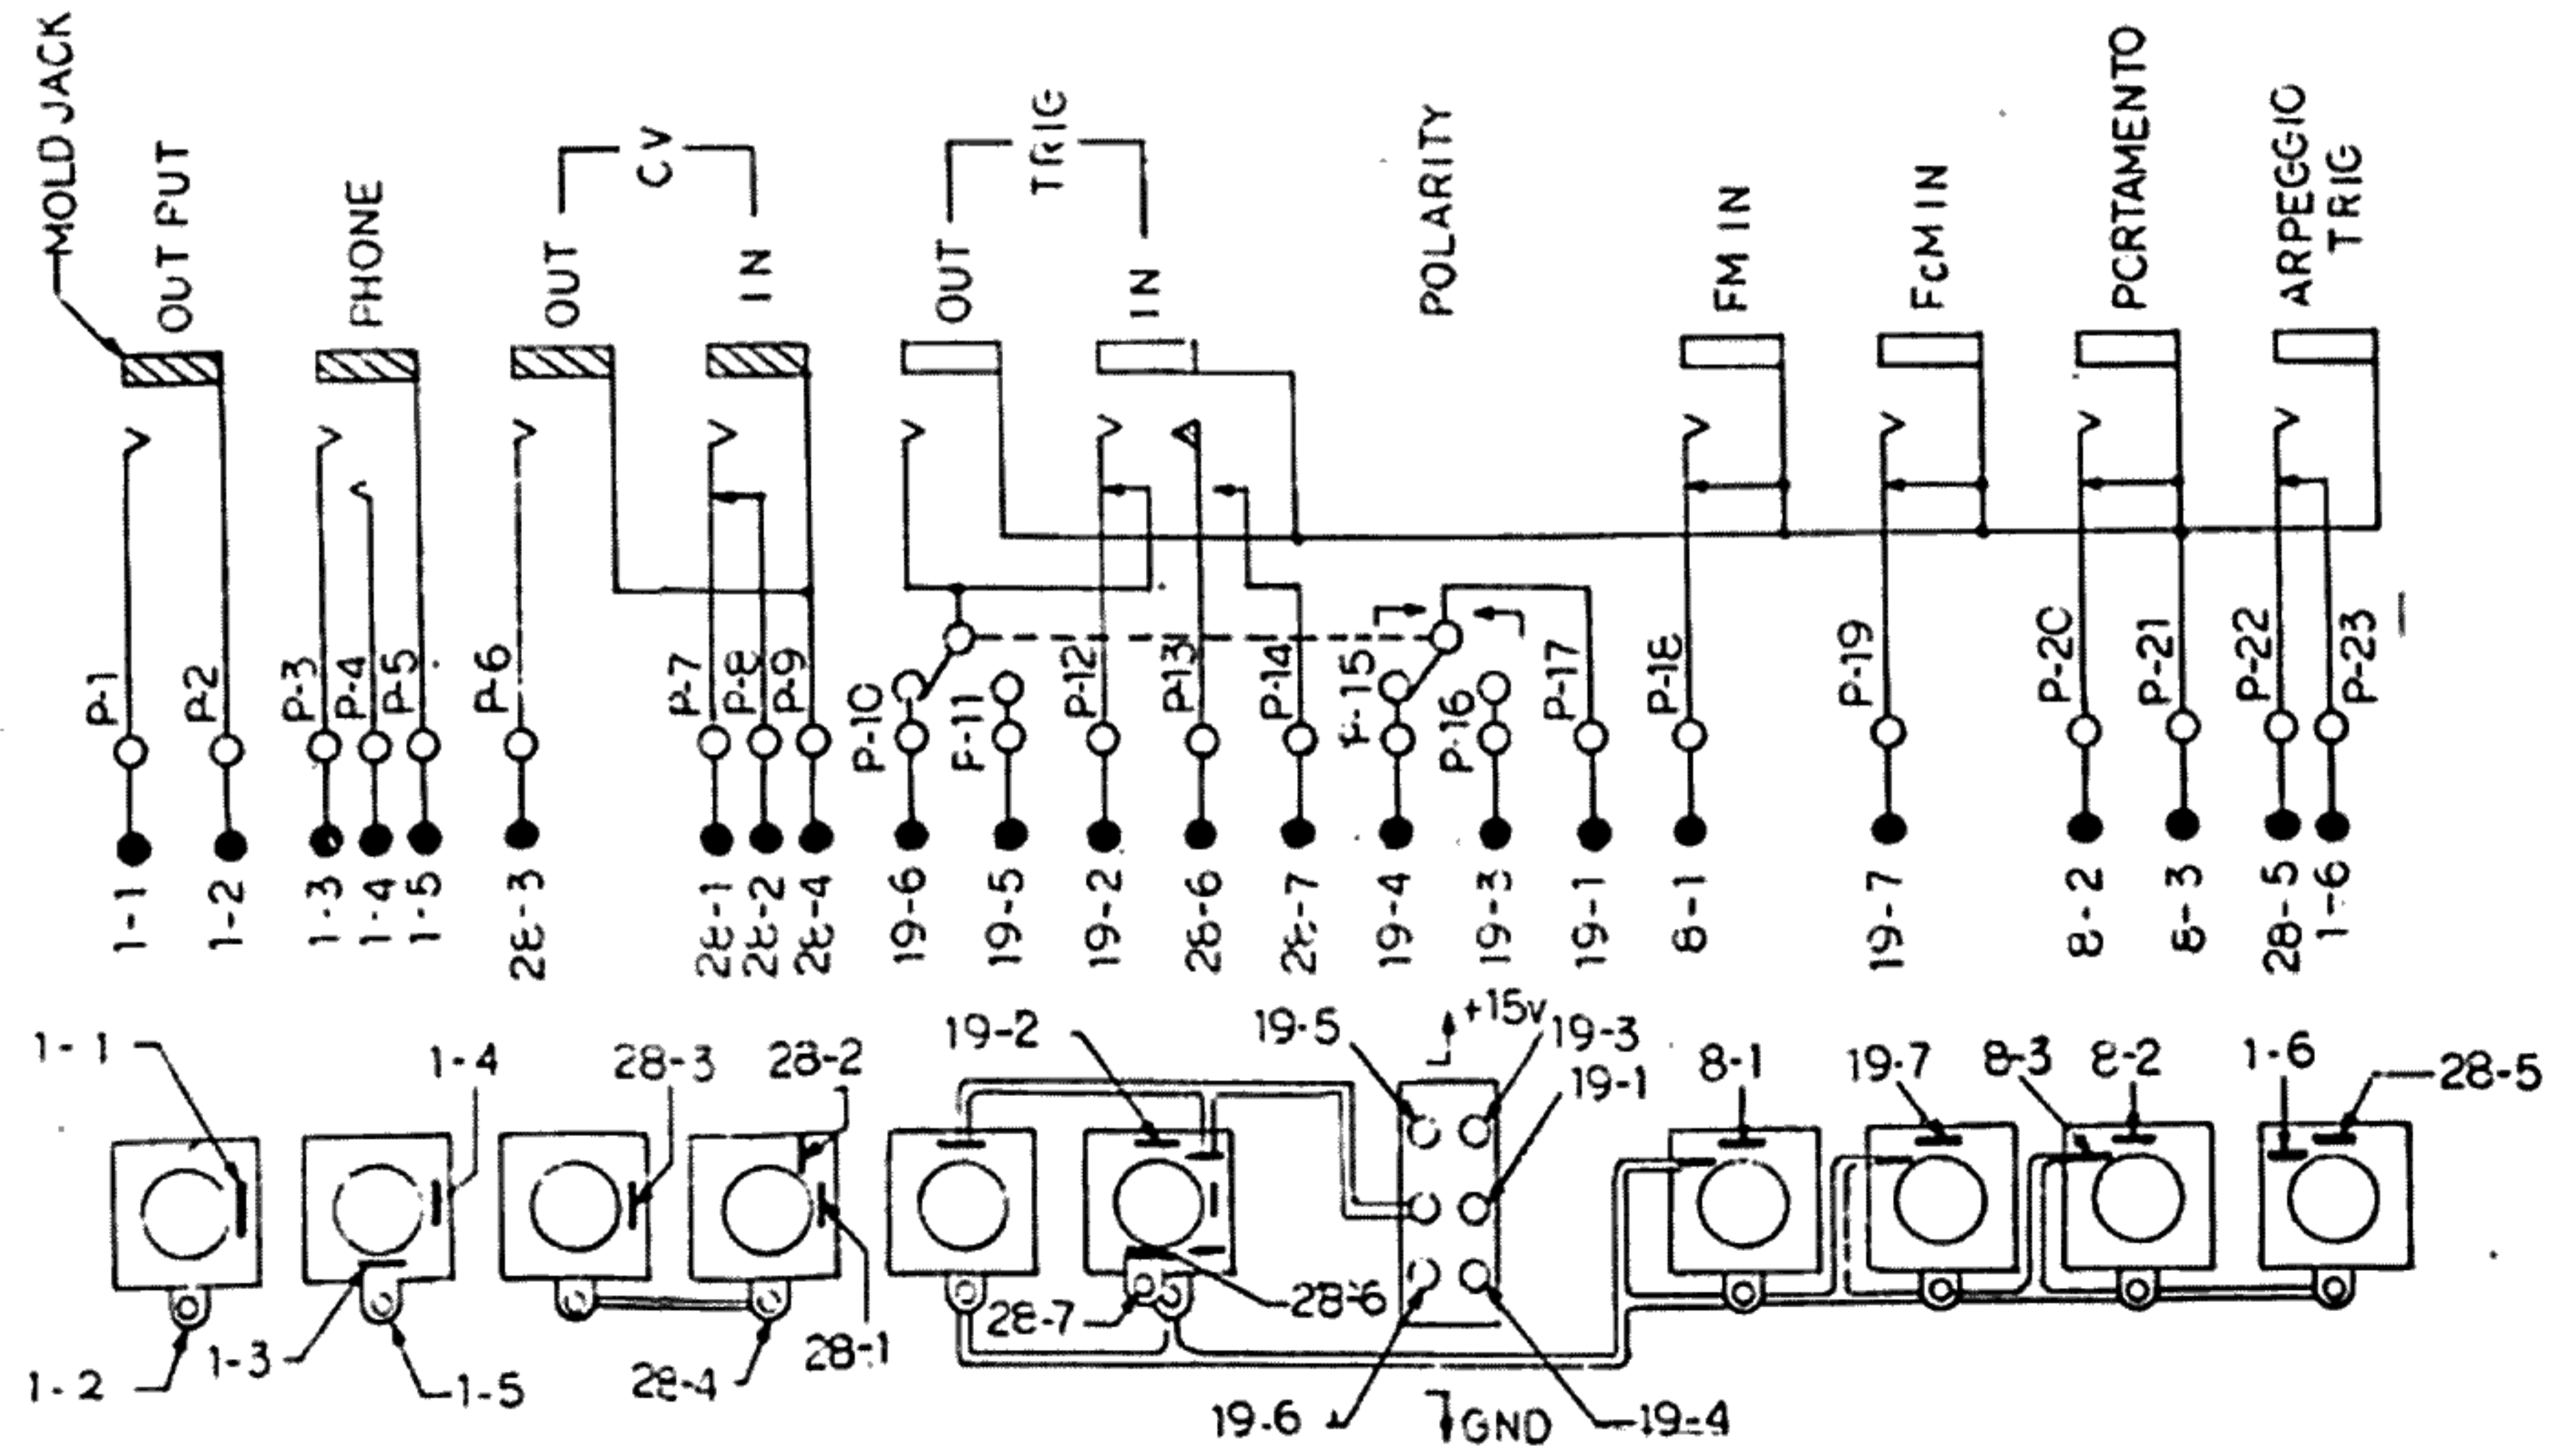 MOLD JACK
OUT PUT
PHONE
OUT
CV
IN
OUT
TRIG
IN
POLARITY
FM IN
FcM IN
PORTAMENTO
ARPEGGIO
TRIG
P-1
P-2
P-3
P-4
P-5
P-6
P-7
P-8
P-9
P-10
P-11
P-12
P-13
P-14
P-15
P-16
P-17
P-18
P-19
P-20
P-21
P-22
P-23
1-1
1-2
1-3
1-4
1-5
28-3
28-1
28-2
28-4
19-6
19-5
19-2
28-6
28-7
19-4
19-3
19-1
8-1
19-7
8-2
8-3
28-5
1-6
1-1
1-4
28-3
28-2
19-2
19-5
+15v
19-3
19-1
8-1
19-7
8-3
8-2
1-6
28-5
1-2
1-3
1-5
28-4
28-1
28-7
28-6
19-6
GND
19-4